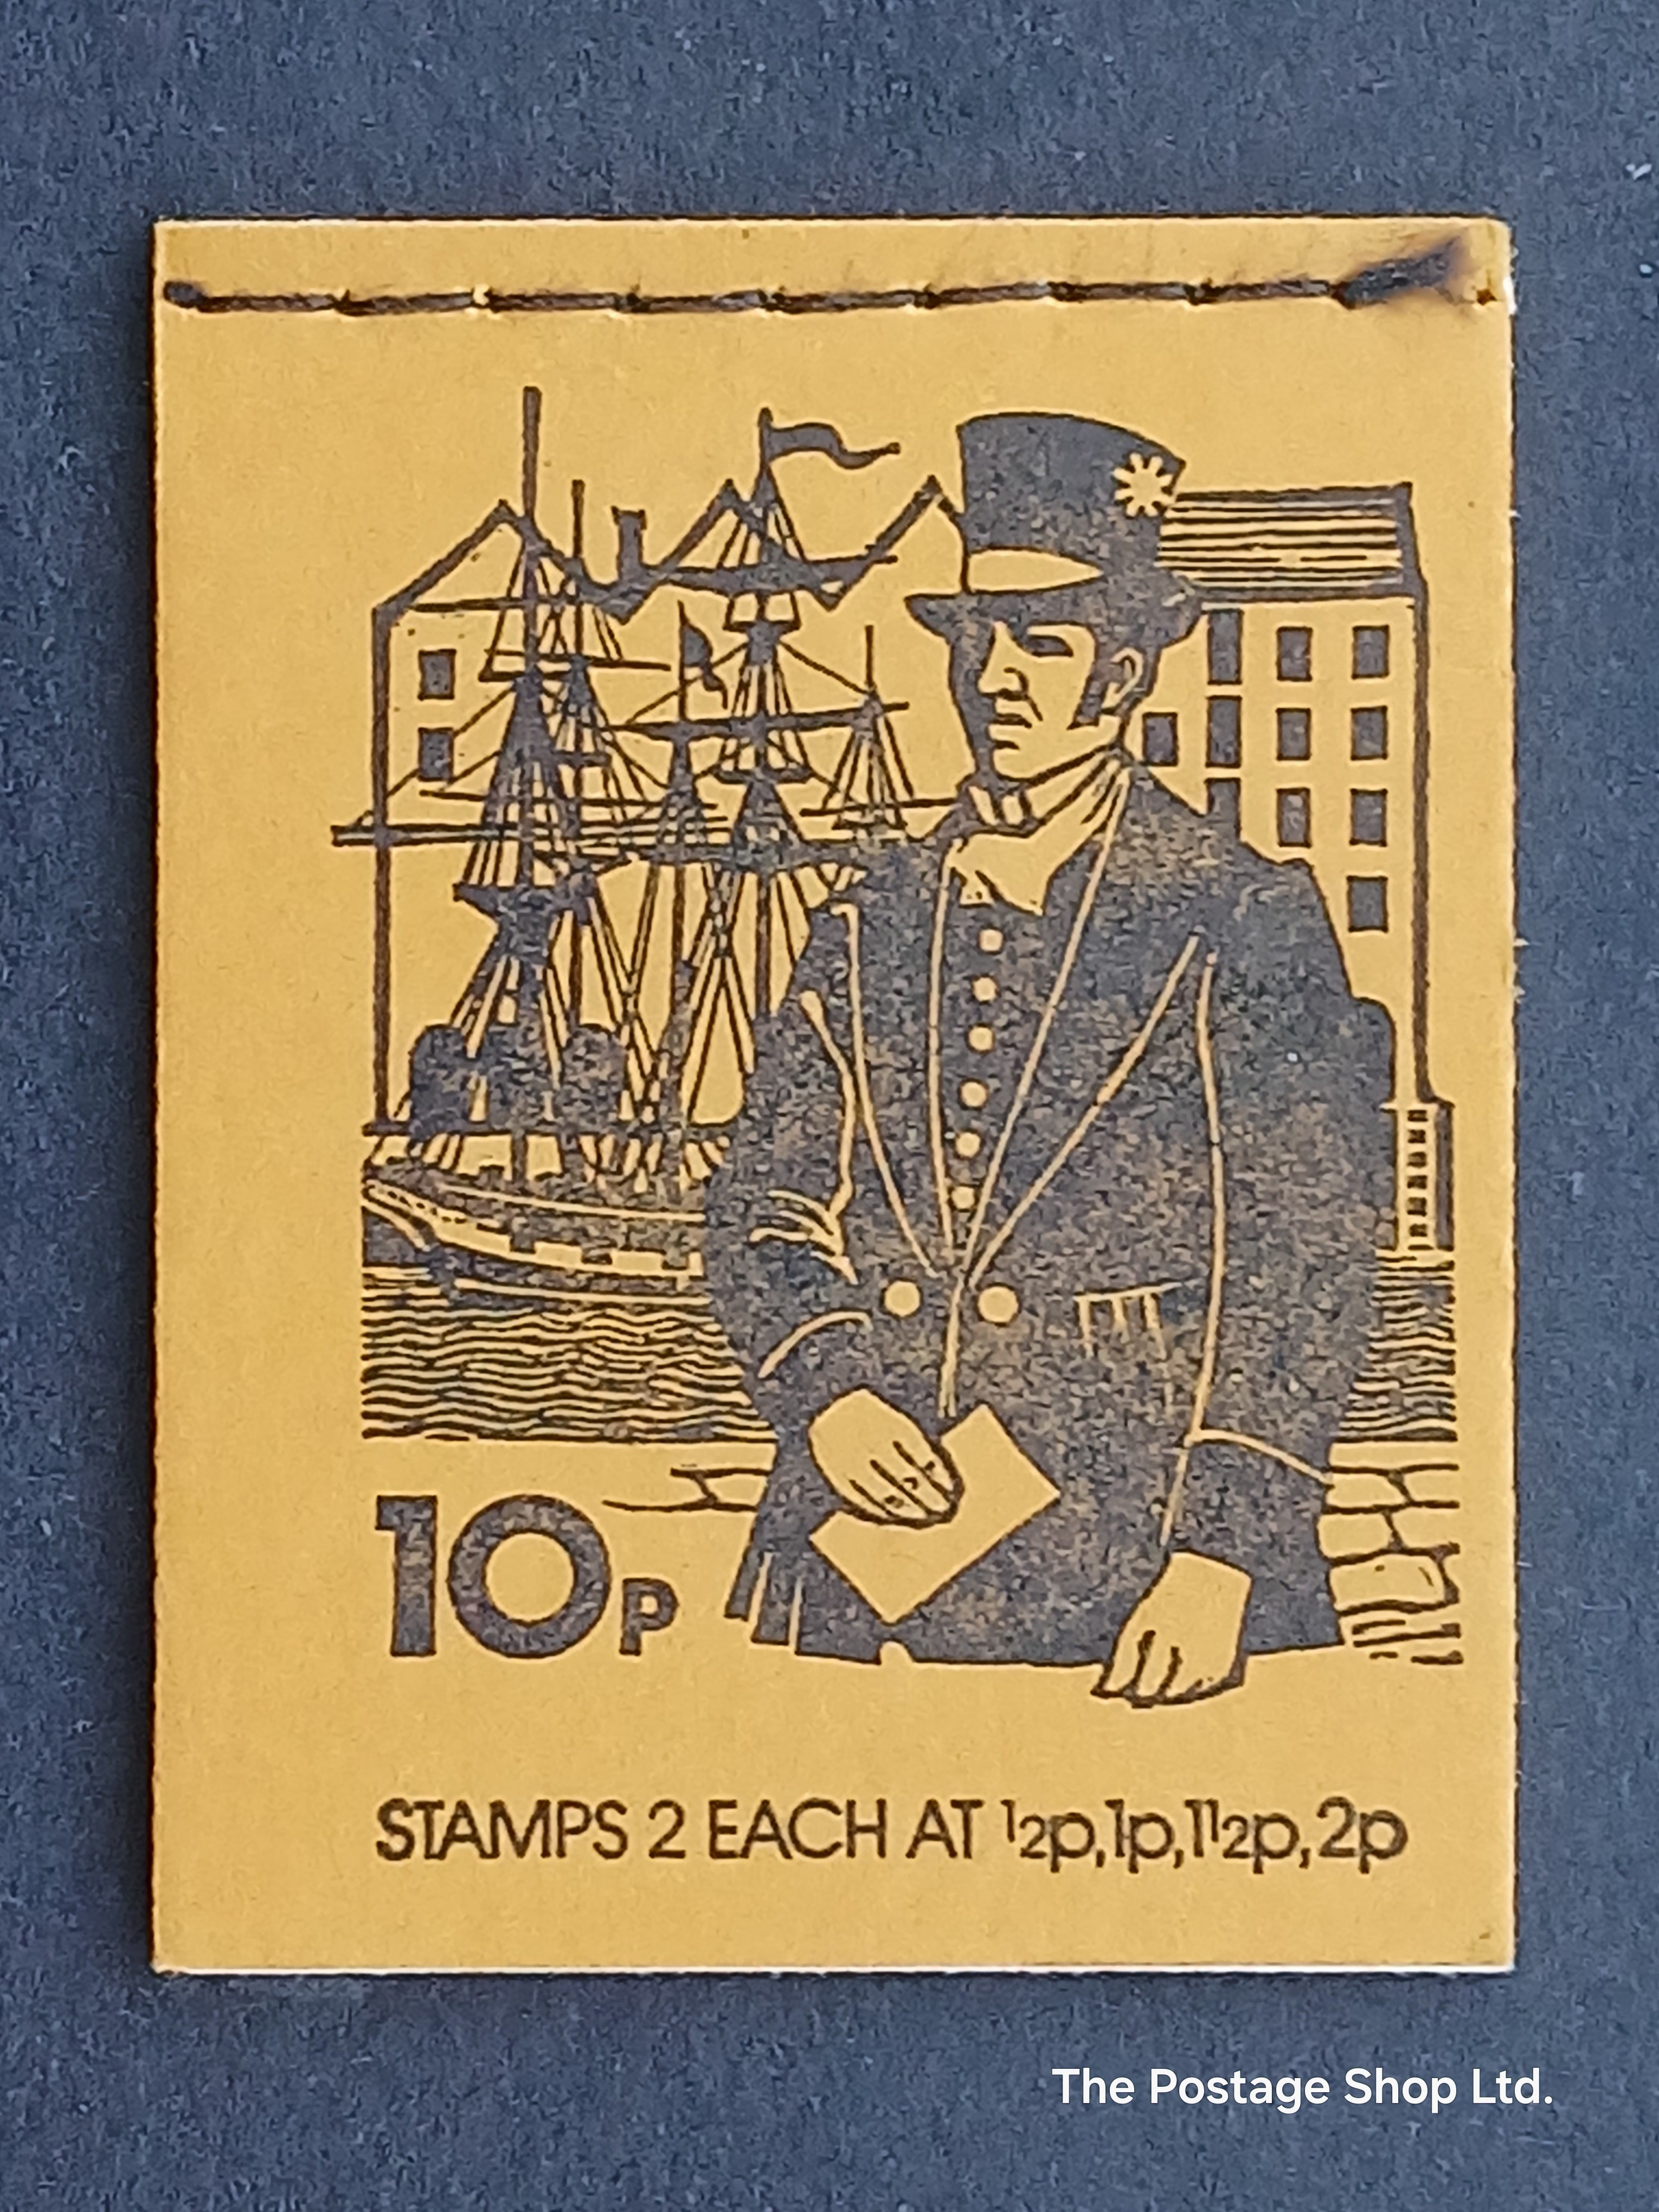 10p
STAMPS 2 EACH AT ½p,1p,1½p,2p
The Postage Shop Ltd.